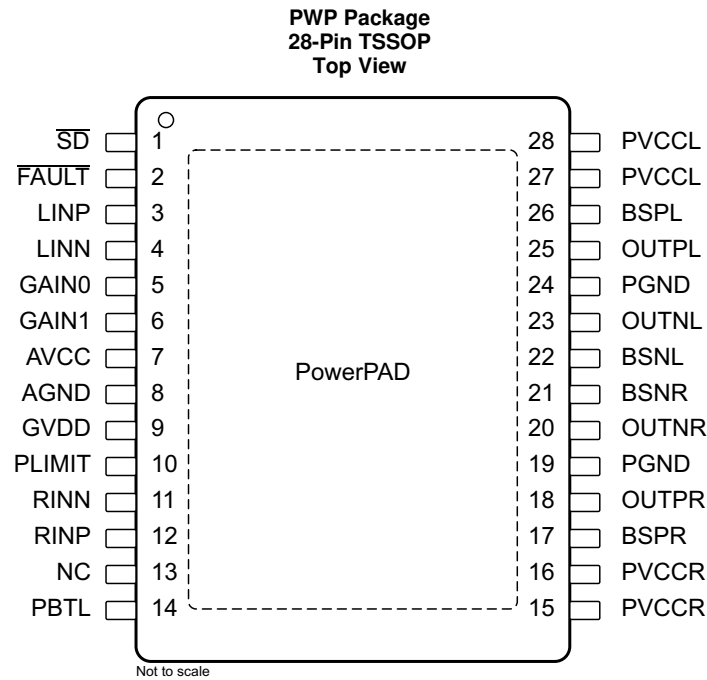 PWP Package
28-Pin TSSOP
Top View
SD 1 28 PVCCL
FAULT 2 27 PVCCL
LINP 3 26 BSPL
LINN 4 25 OUTPL
GAIN0 5 24 PGND
GAIN1 6 23 OUTNL
AVCC 7 22 BSNL
PowerPAD
AGND 8 21 BSNR
GVDD 9 20 OUTNR
PLIMIT 10 19 PGND
RINN 11 18 OUTPR
RINP 12 17 BSPR
NC 13 16 PVCCR
PBTL 14 15 PVCCR
Not to scale